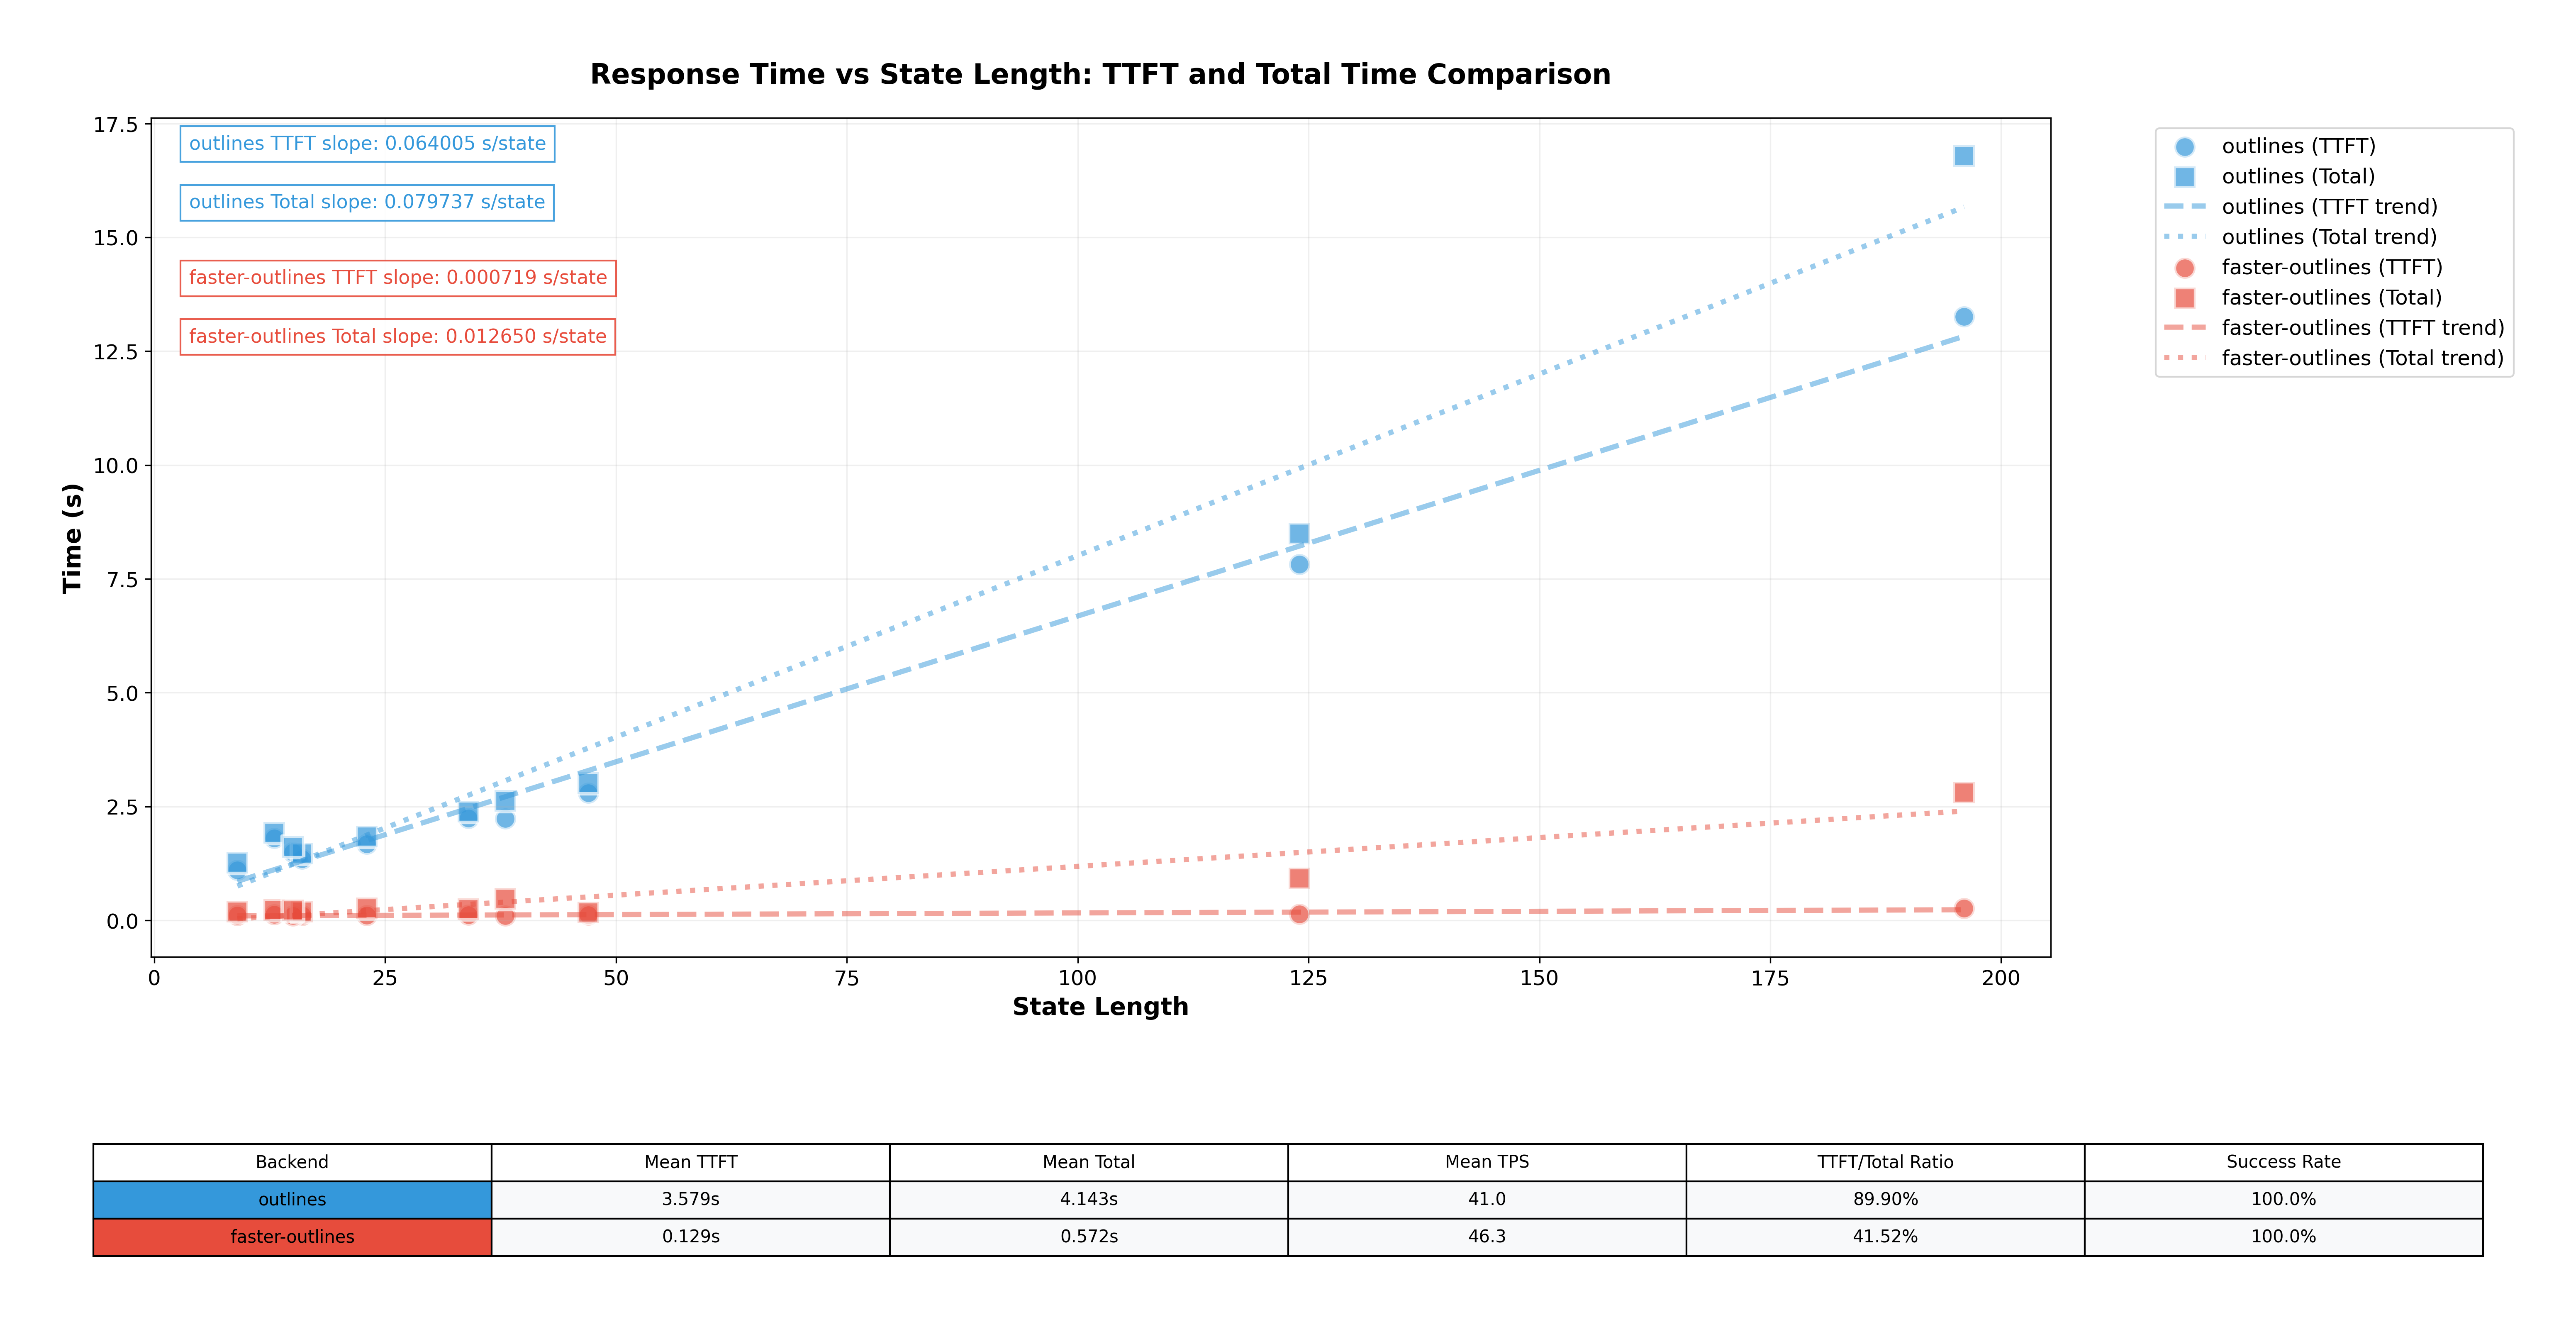 Response Time vs State Length: TTFT and Total Time Comparison
17.5
15.0
12.5
10.0
7.5
5.0
2.5
0.0
Time (s)
outlines TTFT slope: 0.064005 s/state
outlines Total slope: 0.079737 s/state
faster-outlines TTFT slope: 0.000719 s/state
faster-outlines Total slope: 0.012650 s/state
0 25 50 75 100 125 150 175 200
State Length
outlines (TTFT)
outlines (Total)
outlines (TTFT trend)
outlines (Total trend)
faster-outlines (TTFT)
faster-outlines (Total)
faster-outlines (TTFT trend)
faster-outlines (Total trend)
Backend Mean TTFT Mean Total Mean TPS TTFT/Total Ratio Success Rate
outlines 3.579s 4.143s 41.0 89.90% 100.0%
faster-outlines 0.129s 0.572s 46.3 41.52% 100.0%